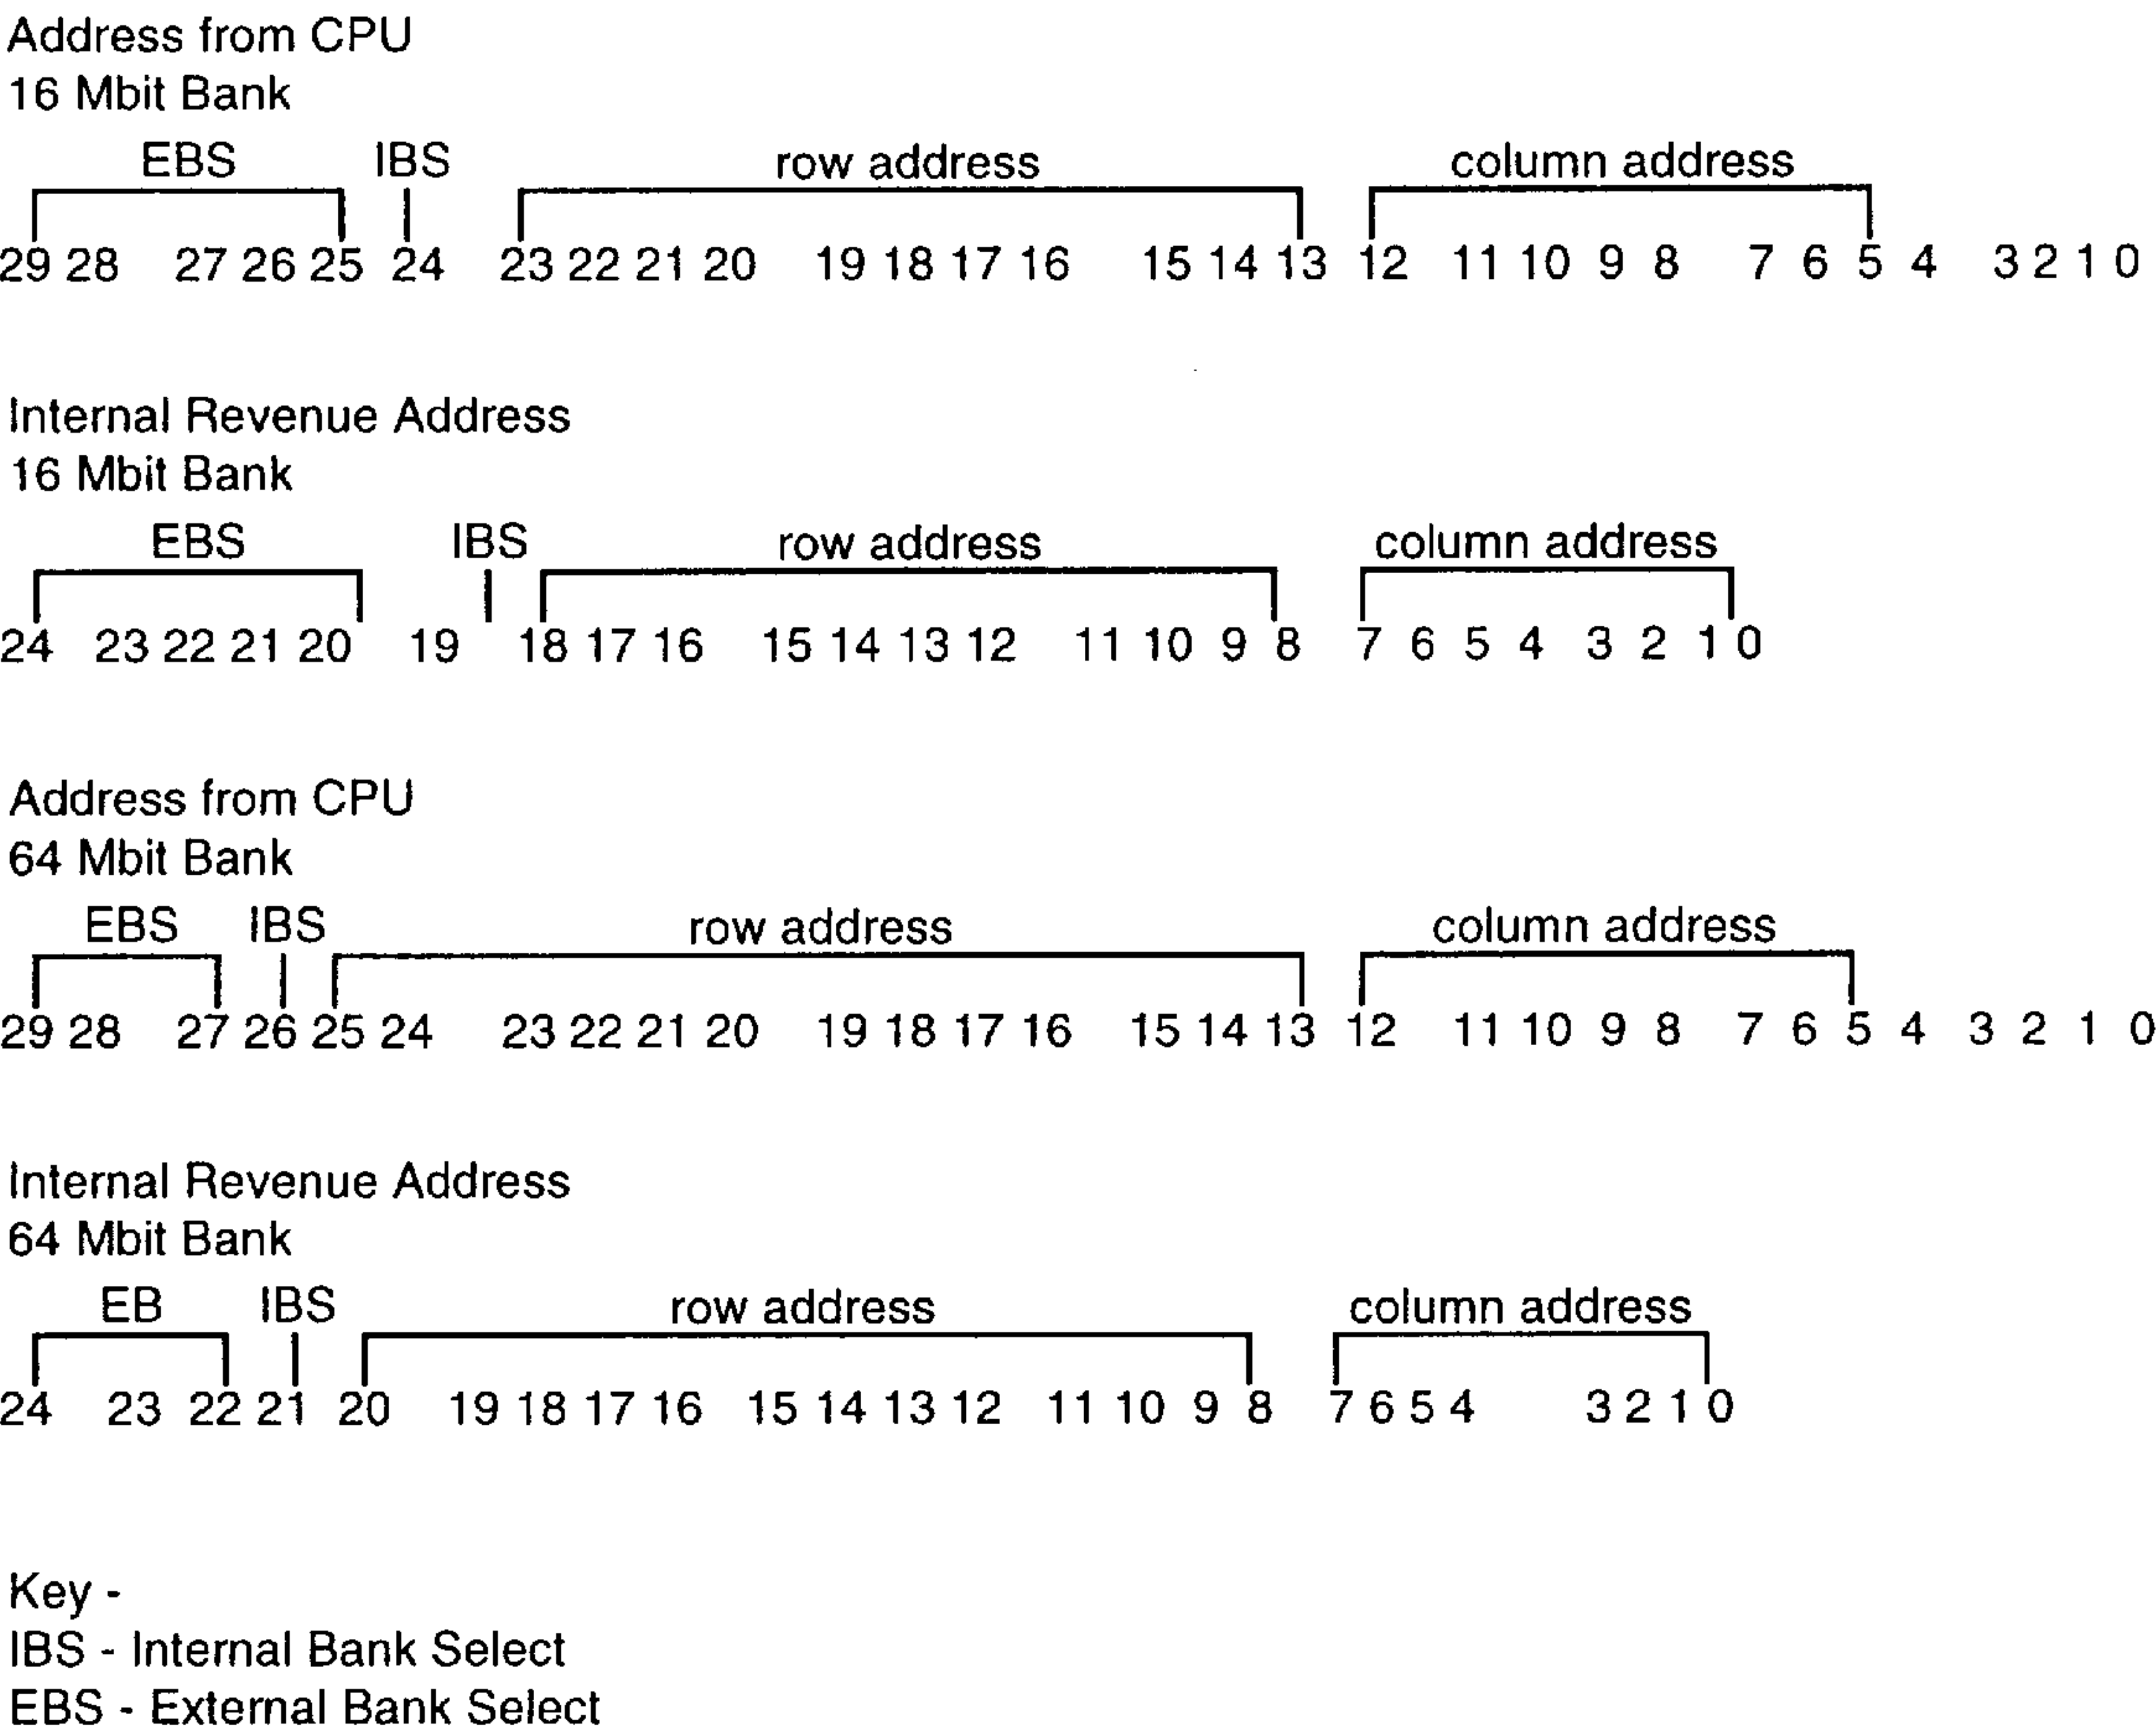 Address from CPU
16 Mbit Bank
EBS IBS row address column address
29 28 27 26 25 24 23 22 21 20 19 18 17 16 15 14 13 12 11 10 9 8 7 6 5 4 3 2 1 0
Internal Revenue Address
16 Mbit Bank
EBS IBS row address column address
24 23 22 21 20 19 18 17 16 15 14 13 12 11 10 9 8 7 6 5 4 3 2 1 0
Address from CPU
64 Mbit Bank
EBS IBS row address column address
29 28 27 26 25 24 23 22 21 20 19 18 17 16 15 14 13 12 11 10 9 8 7 6 5 4 3 2 1 0
Internal Revenue Address
64 Mbit Bank
EB IBS row address column address
24 23 22 21 20 19 18 17 16 15 14 13 12 11 10 9 8 7 6 5 4 3 2 1 0
Key -
IBS - Internal Bank Select
EBS - External Bank Select